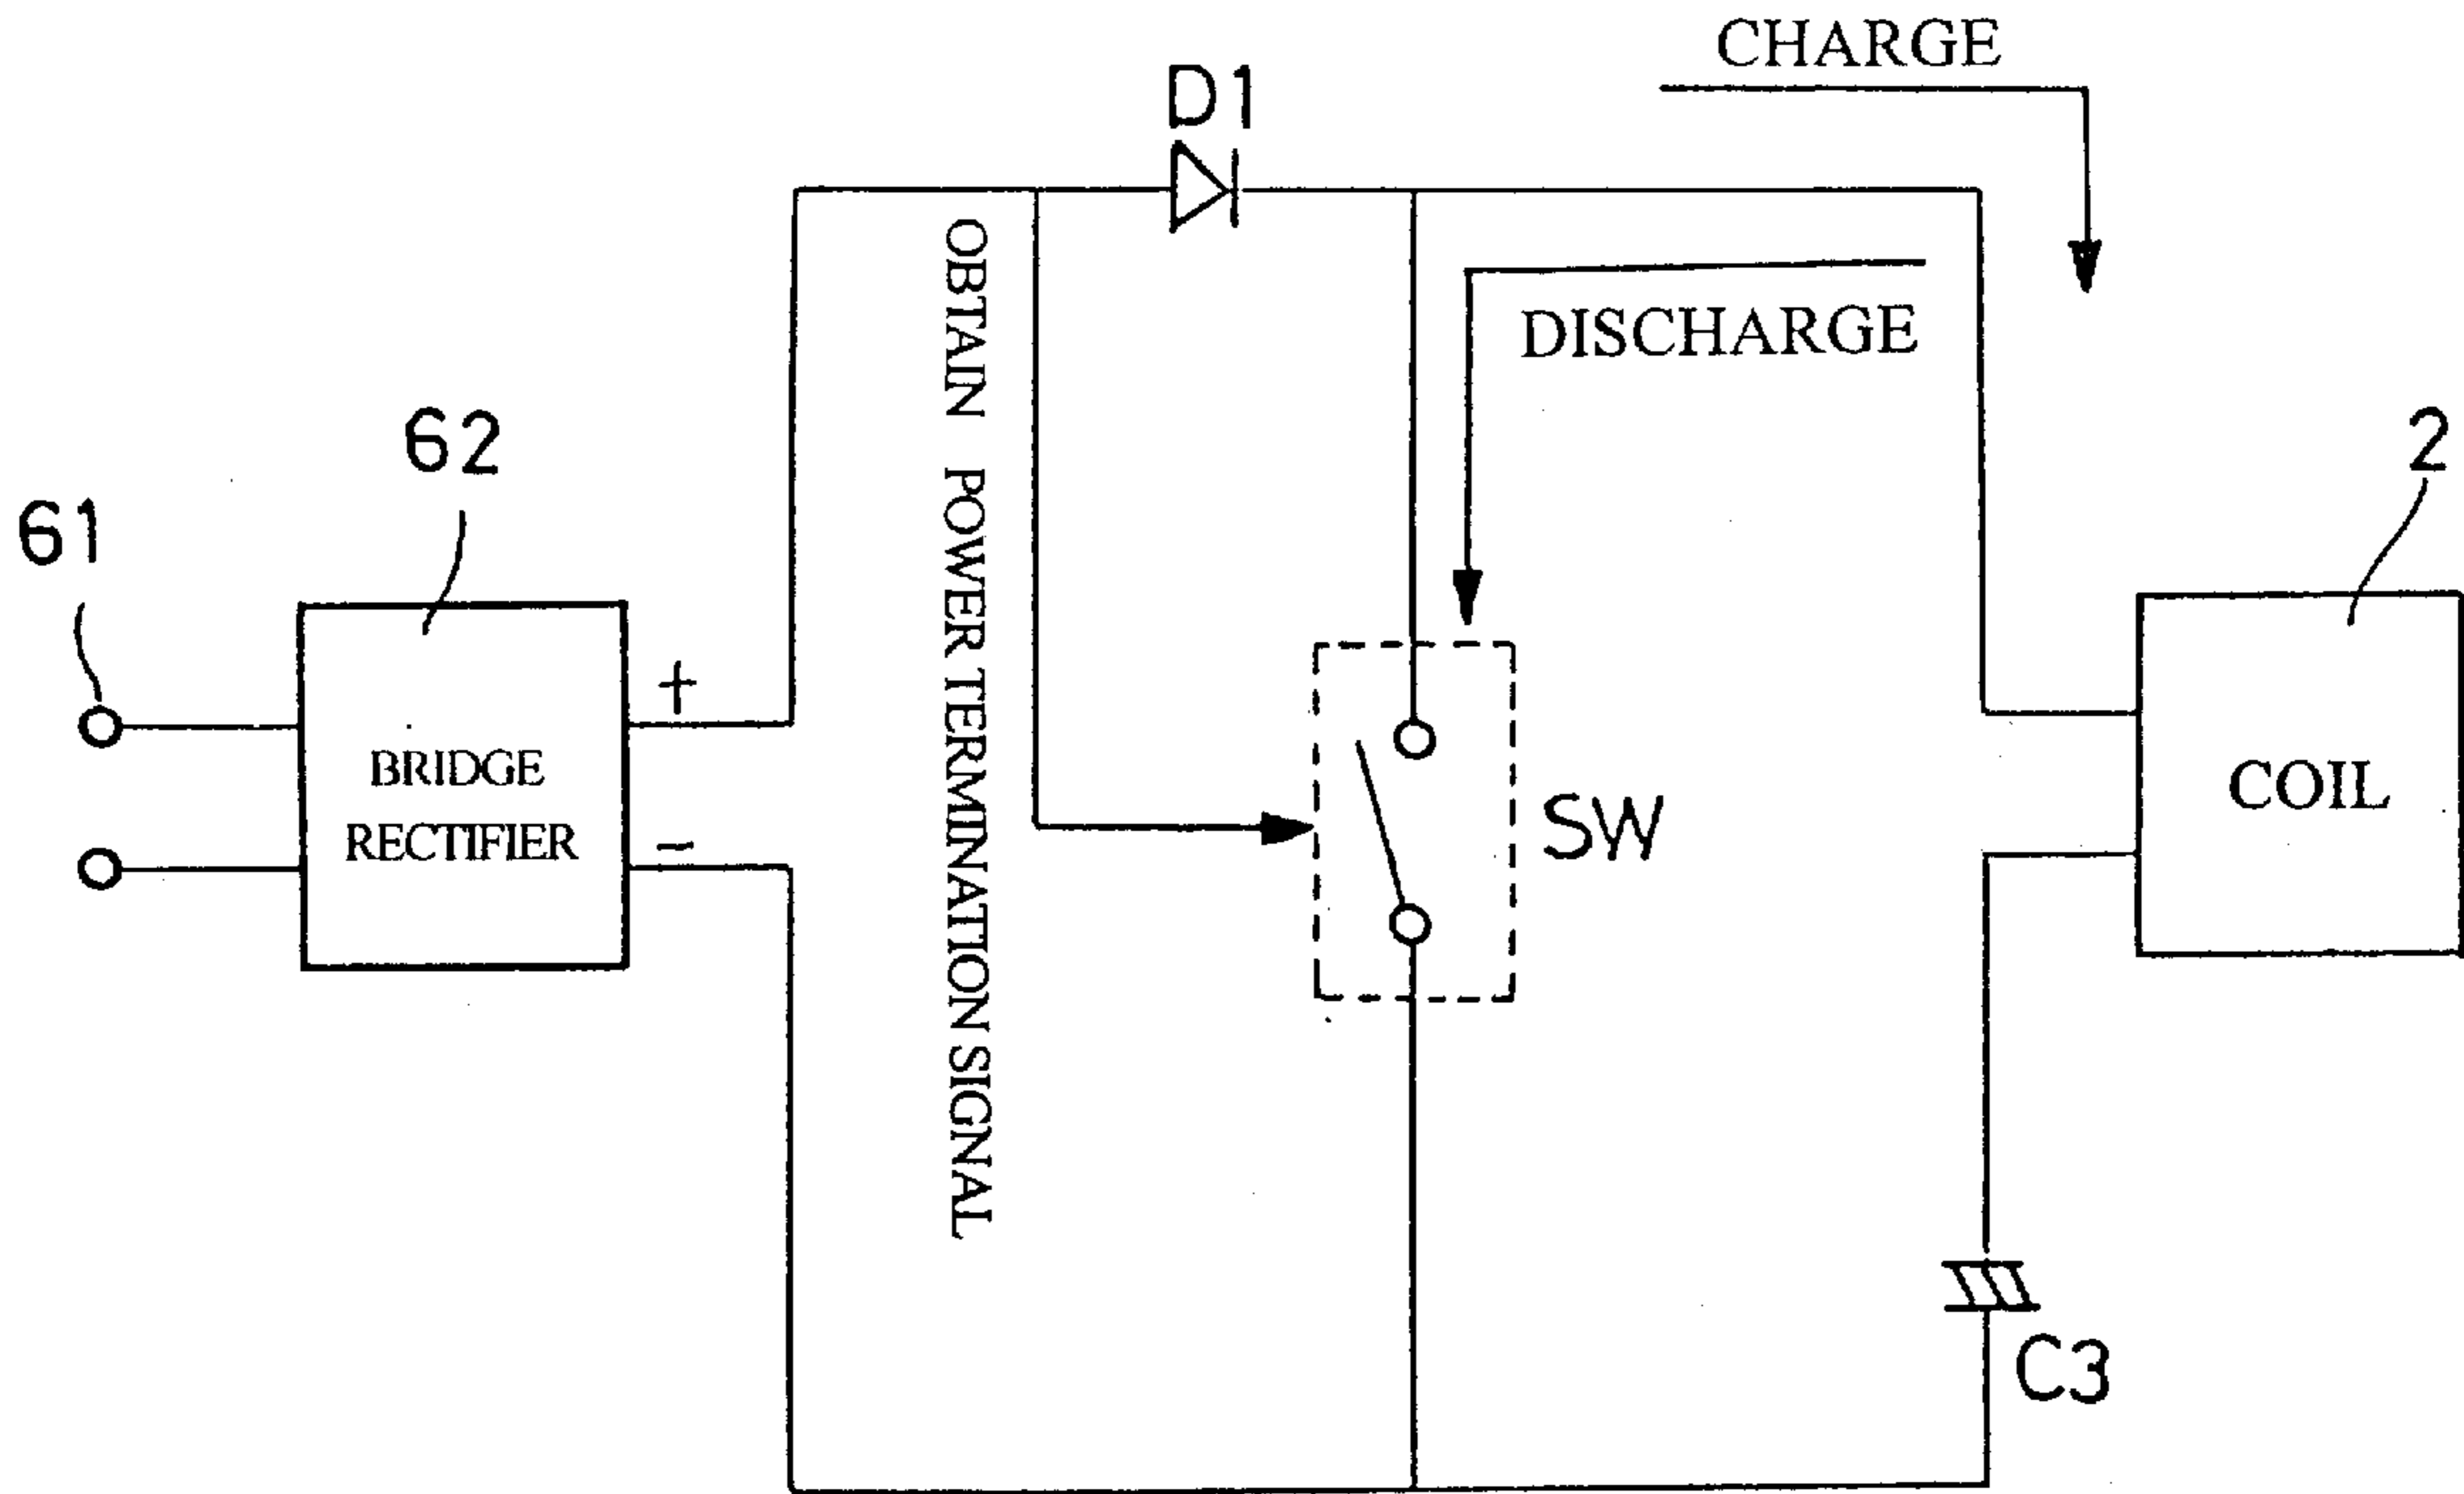 CHARGE
D1
DISCHARGE
62
2
61
+
OBTAIN POWER TERMINATION SIGNAL
BRIDGE
RECTIFIER
-
SW
COIL
C3